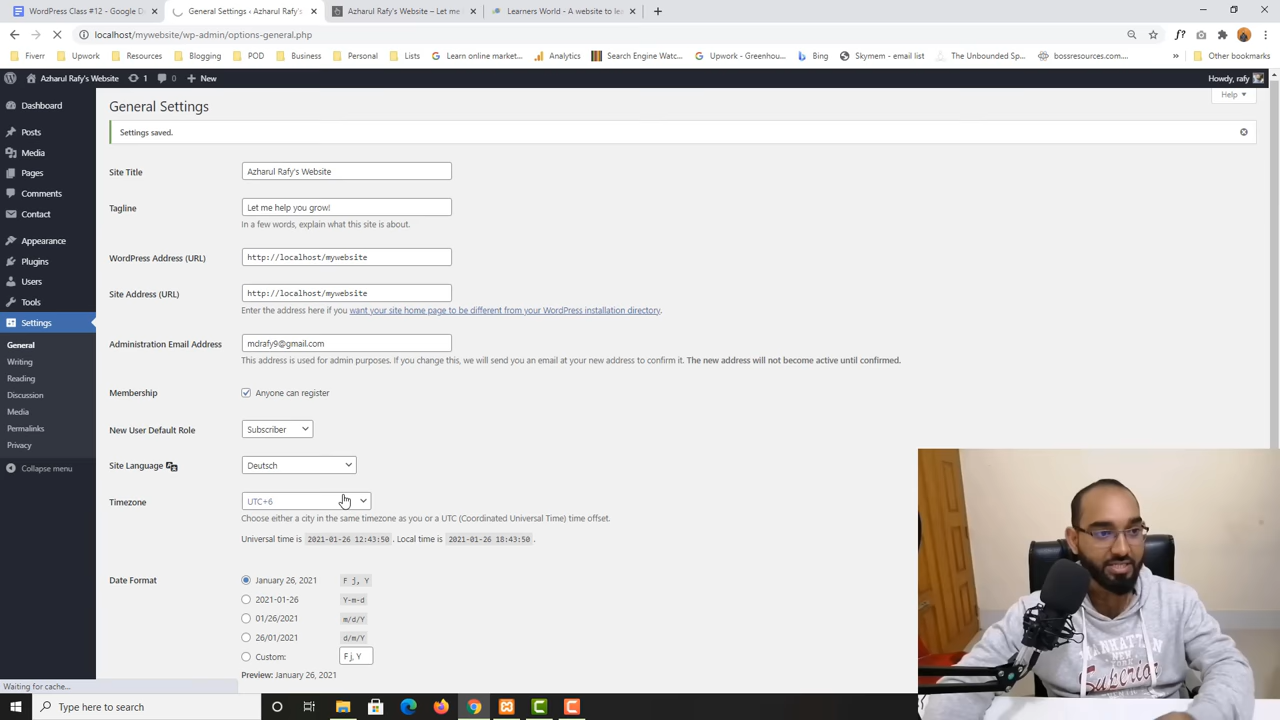 WordPress Class #12 - Google D
General Settings ‹ Azharul Rafy's
Azharul Rafy's Website – Let me
Learners World - A website to le
localhost/mywebsite/wp-admin/options-general.php
Fiverr
Upwork
Resources
Blogging
POD
Business
Personal
Lists
Learn online market...
Analytics
Search Engine Watc...
Upwork - Greenhou...
Bing
Skymem - email list
The Unbounded Sp...
bossresources.com...
Other bookmarks
Azharul Rafy's Website
1
0
New
Howdy, rafy
Dashboard
Posts
Media
Pages
Comments
Contact
Appearance
Plugins
Users
Tools
Settings
General
Writing
Reading
Discussion
Media
Permalinks
Privacy
Collapse menu
General Settings
Help
Settings saved.
Site Title
Azharul Rafy's Website
Tagline
Let me help you grow!
In a few words, explain what this site is about.
WordPress Address (URL)
http://localhost/mywebsite
Site Address (URL)
http://localhost/mywebsite
Enter the address here if you want your site home page to be different from your WordPress installation directory.
Administration Email Address
mdrafy9@gmail.com
This address is used for admin purposes. If you change this, we will send you an email at your new address to confirm it. The new address will not become active until confirmed.
Membership
Anyone can register
New User Default Role
Subscriber
Site Language
Deutsch
Timezone
UTC+6
Choose either a city in the same timezone as you or a UTC (Coordinated Universal Time) time offset.
Universal time is 2021-01-26 12:43:50 . Local time is 2021-01-26 18:43:50 .
Date Format
January 26, 2021 F j, Y
2021-01-26 Y-m-d
01/26/2021 m/d/Y
26/01/2021 d/m/Y
Custom: F j, Y
Preview: January 26, 2021
Waiting for cache...
Type here to search
MANHATTAN
NEW YORK
Superior